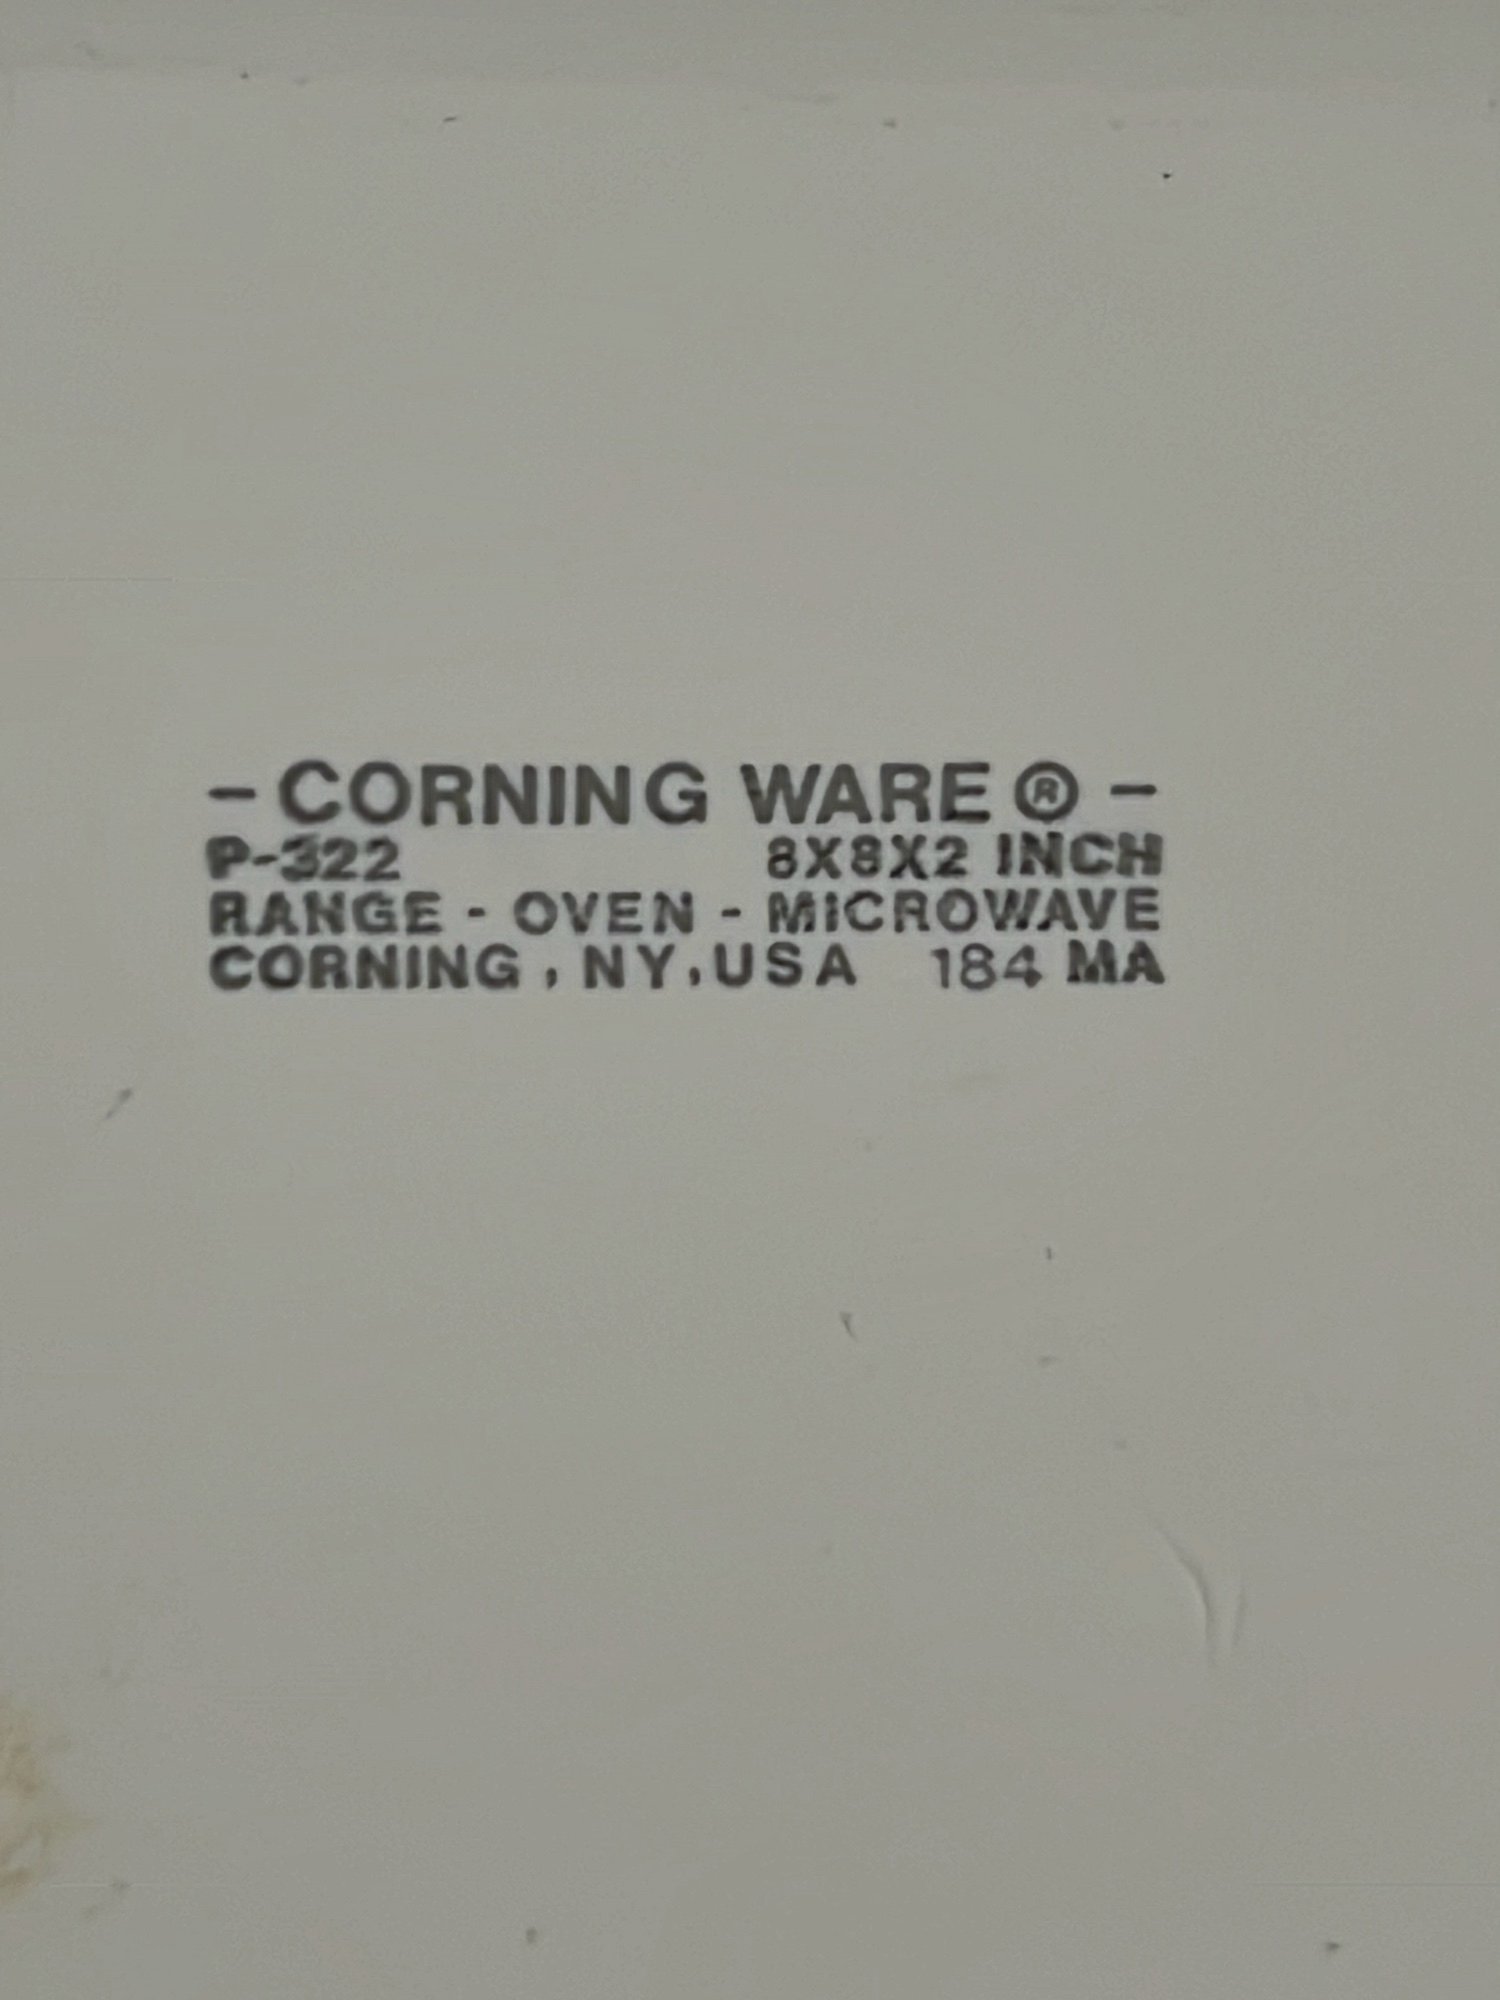 - CORNING WARE ® -
P-322 8X8X2 INCH
RANGE - OVEN - MICROWAVE
CORNING , NY , USA 184 MA